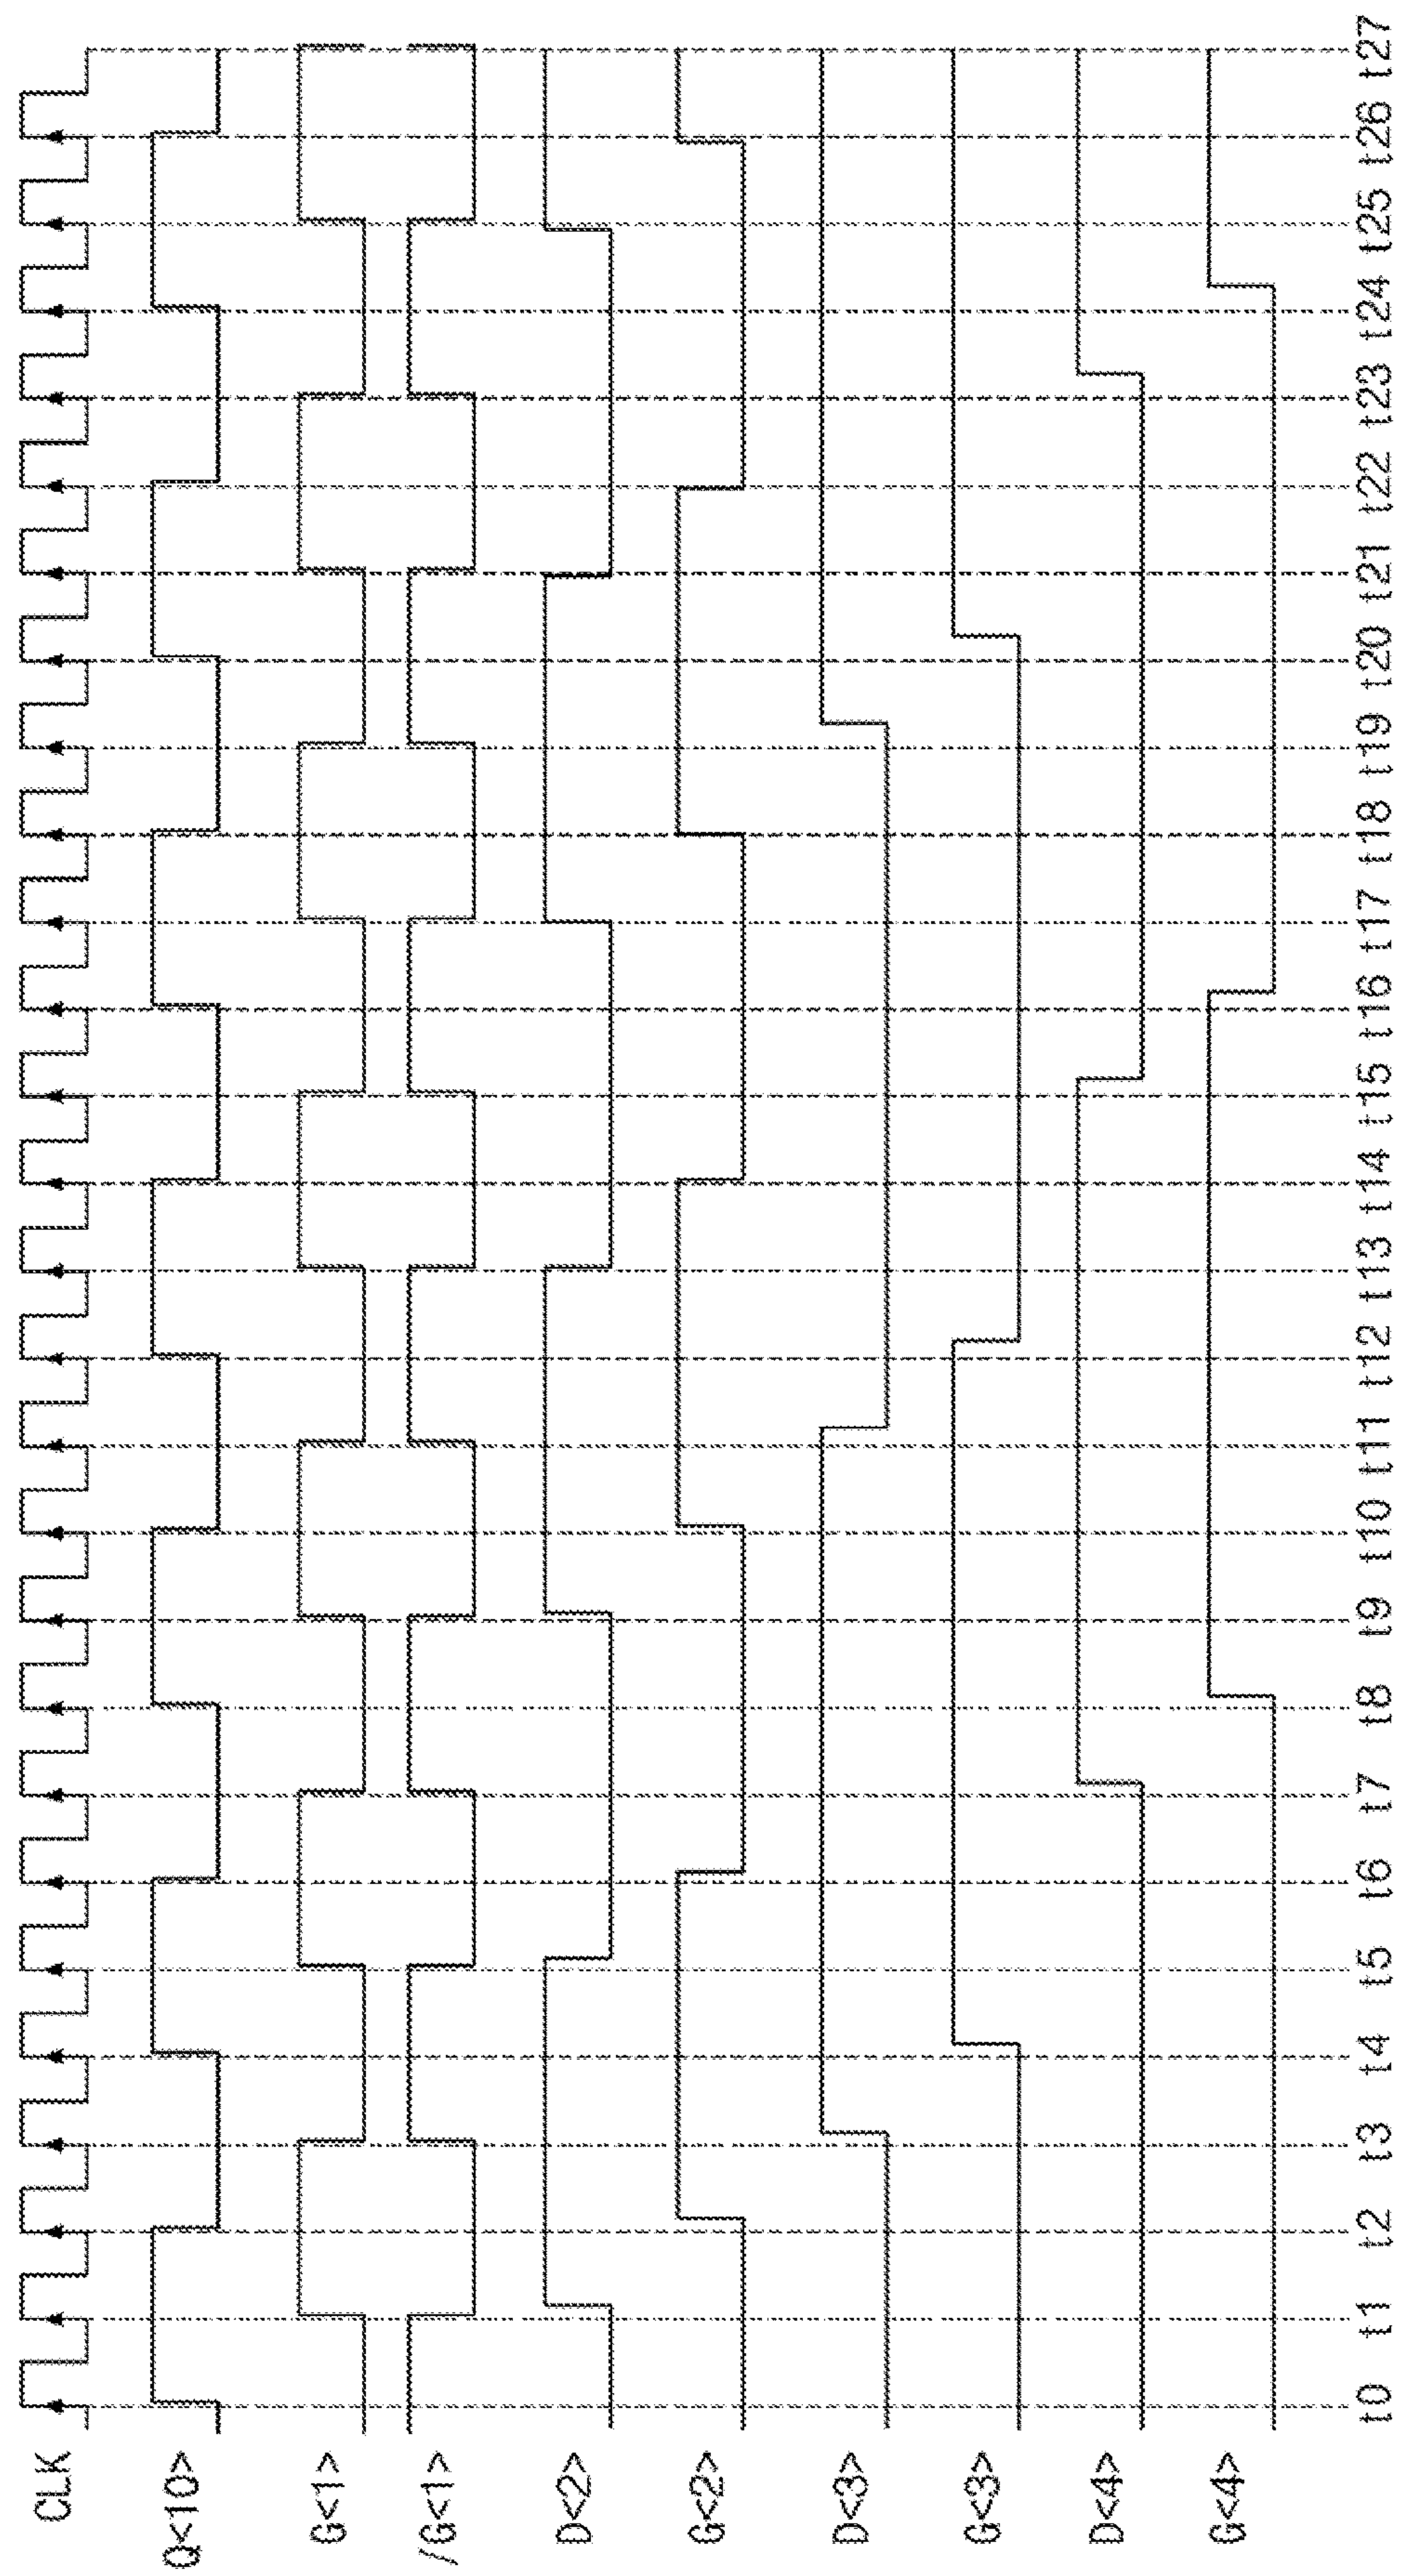 CLK
Q<10>
G<1>
/G<1>
D<2>
G<2>
D<3>
G<3>
D<4>
G<4>
t0 t1 t2 t3 t4 t5 t6 t7 t8 t9 t10 t11 t12 t13 t14 t15 t16 t17 t18 t19 t20 t21 t22 t23 t24 t25 t26 t27